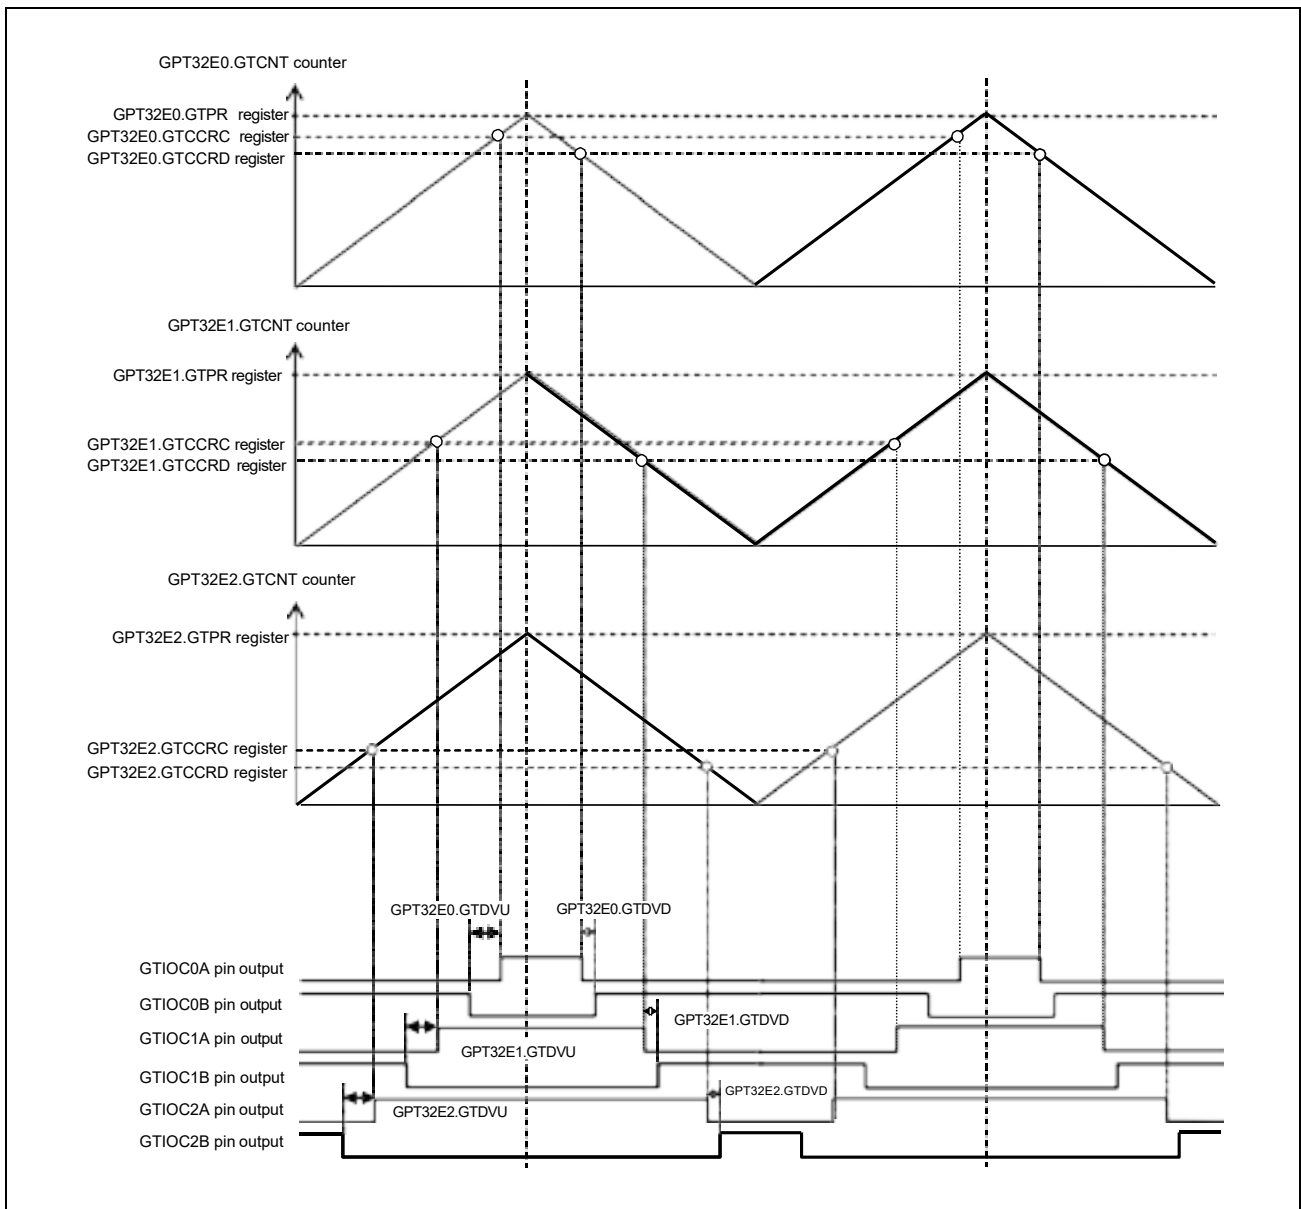 GPT32E0.GTCNT counter
GPT32E0.GTPR register
GPT32E0.GTCCRC register
GPT32E0.GTCCRD register
GPT32E1.GTCNT counter
GPT32E1.GTPR register
GPT32E1.GTCCRC register
GPT32E1.GTCCRD register
GPT32E2.GTCNT counter
GPT32E2.GTPR register
GPT32E2.GTCCRC register
GPT32E2.GTCCRD register
GPT32E0.GTDVU
GPT32E0.GTDVD
GTIOC0A pin output
GTIOC0B pin output
GPT32E1.GTDVD
GTIOC1A pin output
GPT32E1.GTDVU
GTIOC1B pin output
GPT32E2.GTDVD
GTIOC2A pin output
GPT32E2.GTDVU
GTIOC2B pin output